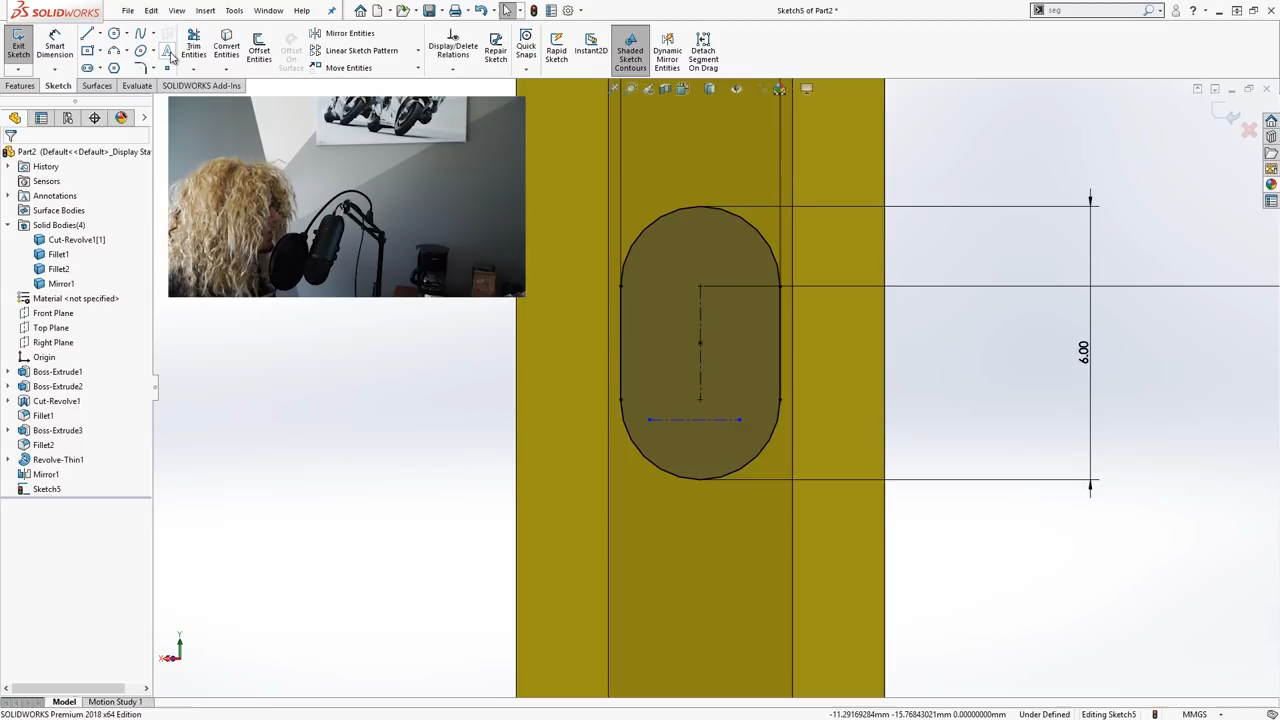 SOLIDWORKS
File Edit View Insert Tools Window Help
Sketch5 of Part2 *
seg
Exit Sketch
Smart Dimension
Trim Entities
Convert Entities
Offset Entities
Offset On Surface
Mirror Entities
Linear Sketch Pattern
Move Entities
Display/Delete Relations
Repair Sketch
Quick Snaps
Rapid Sketch
Instant2D
Shaded Sketch Contours
Dynamic Mirror Entities
Detach Segment On Drag
Features Sketch Surfaces Evaluate SOLIDWORKS Add-Ins
Part2 (Default<<Default>_Display Sta
History
Sensors
Annotations
Surface Bodies
Solid Bodies(4)
Cut-Revolve1[1]
Fillet1
Fillet2
Mirror1
Material <not specified>
Front Plane
Top Plane
Right Plane
Origin
Boss-Extrude1
Boss-Extrude2
Cut-Revolve1
Fillet1
Boss-Extrude3
Fillet2
Revolve-Thin1
Mirror1
Sketch5
6.00
Y
X
Model Motion Study 1
SOLIDWORKS Premium 2018 x64 Edition
-11.29169284mm -15.76843021mm 0.00000000mm Under Defined Editing Sketch5 MMGS